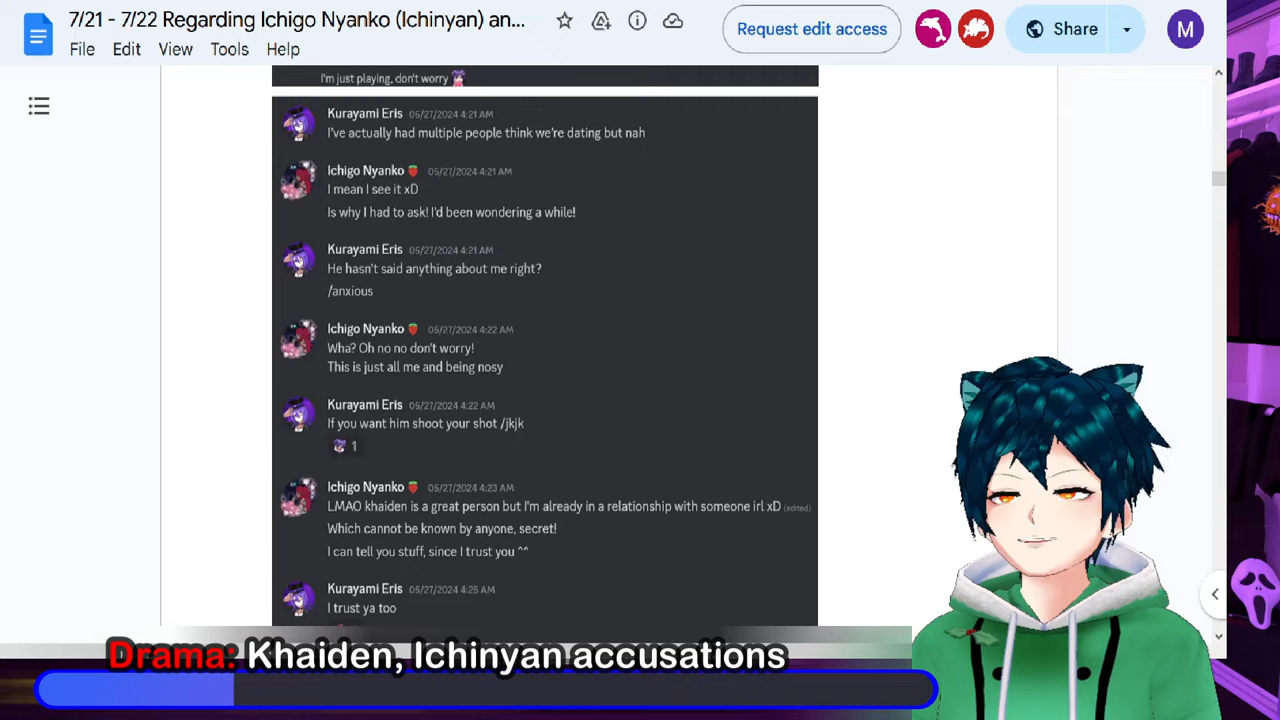 7/21 - 7/22 Regarding Ichigo Nyanko (Ichinyan) an...
Request edit access
Share
M
File Edit View Tools Help
I'm just playing, don't worry
Kurayami Eris 05/27/2024 4:21 AM
I've actually had multiple people think we're dating but nah
Ichigo Nyanko 05/27/2024 4:21 AM
I mean I see it xD
Is why I had to ask! I'd been wondering a while!
Kurayami Eris 05/27/2024 4:21 AM
He hasn't said anything about me right?
/anxious
Ichigo Nyanko 05/27/2024 4:22 AM
Wha? Oh no no don't worry!
This is just all me and being nosy
Kurayami Eris 05/27/2024 4:22 AM
If you want him shoot your shot /jkjk
1
Ichigo Nyanko 05/27/2024 4:23 AM
LMAO khaiden is a great person but I'm already in a relationship with someone irl xD (edited)
Which cannot be known by anyone, secret!
I can tell you stuff, since I trust you ^^
Kurayami Eris 05/27/2024 4:25 AM
I trust ya too
Drama: Khaiden, Ichinyan accusations